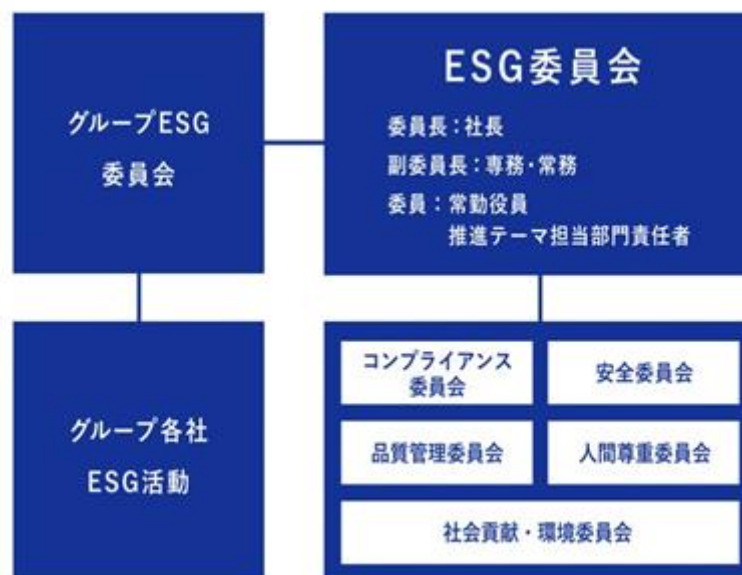 グループESG
委員会
ESG委員会
委員長：社長
副委員長：専務・常務
委員：常勤役員
推進テーマ担当部門責任者
グループ各社
ESG活動
コンプライアンス
委員会
安全委員会
品質管理委員会
人間尊重委員会
社会貢献・環境委員会